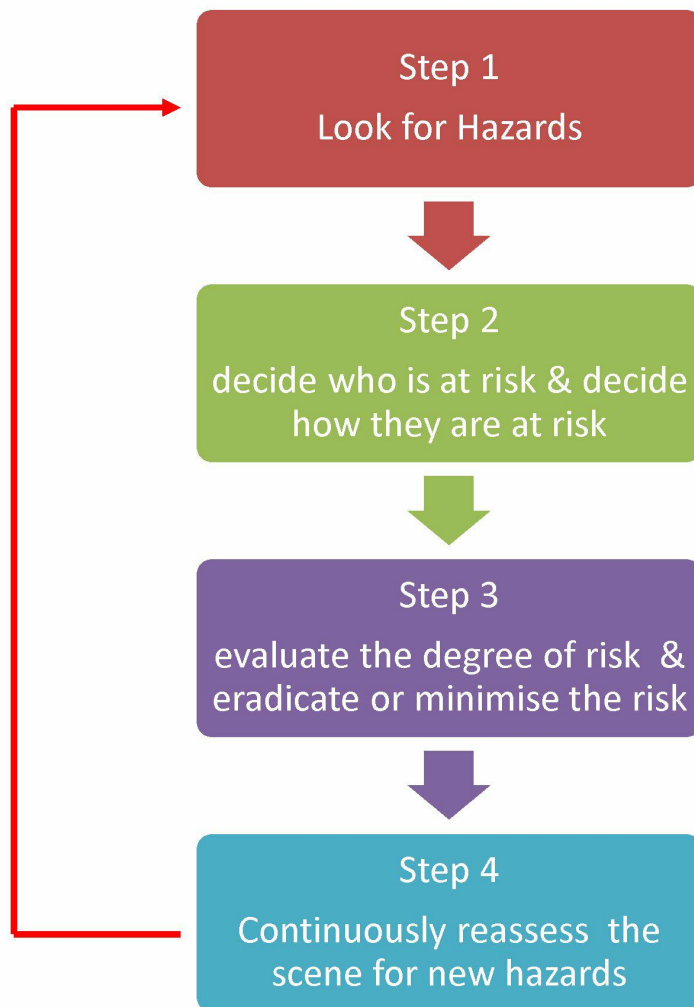 Step 1
Look for Hazards
Step 2
decide who is at risk & decide
how they are at risk
Step 3
evaluate the degree of risk  &
eradicate or minimise the risk
Step 4
Continuously reassess  the
scene for new hazards